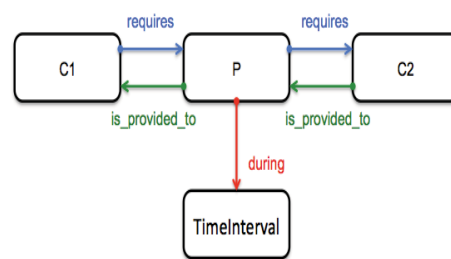 requires
requires
C1
P
C2
is_provided_to
is_provided_to
during
TimeInterval